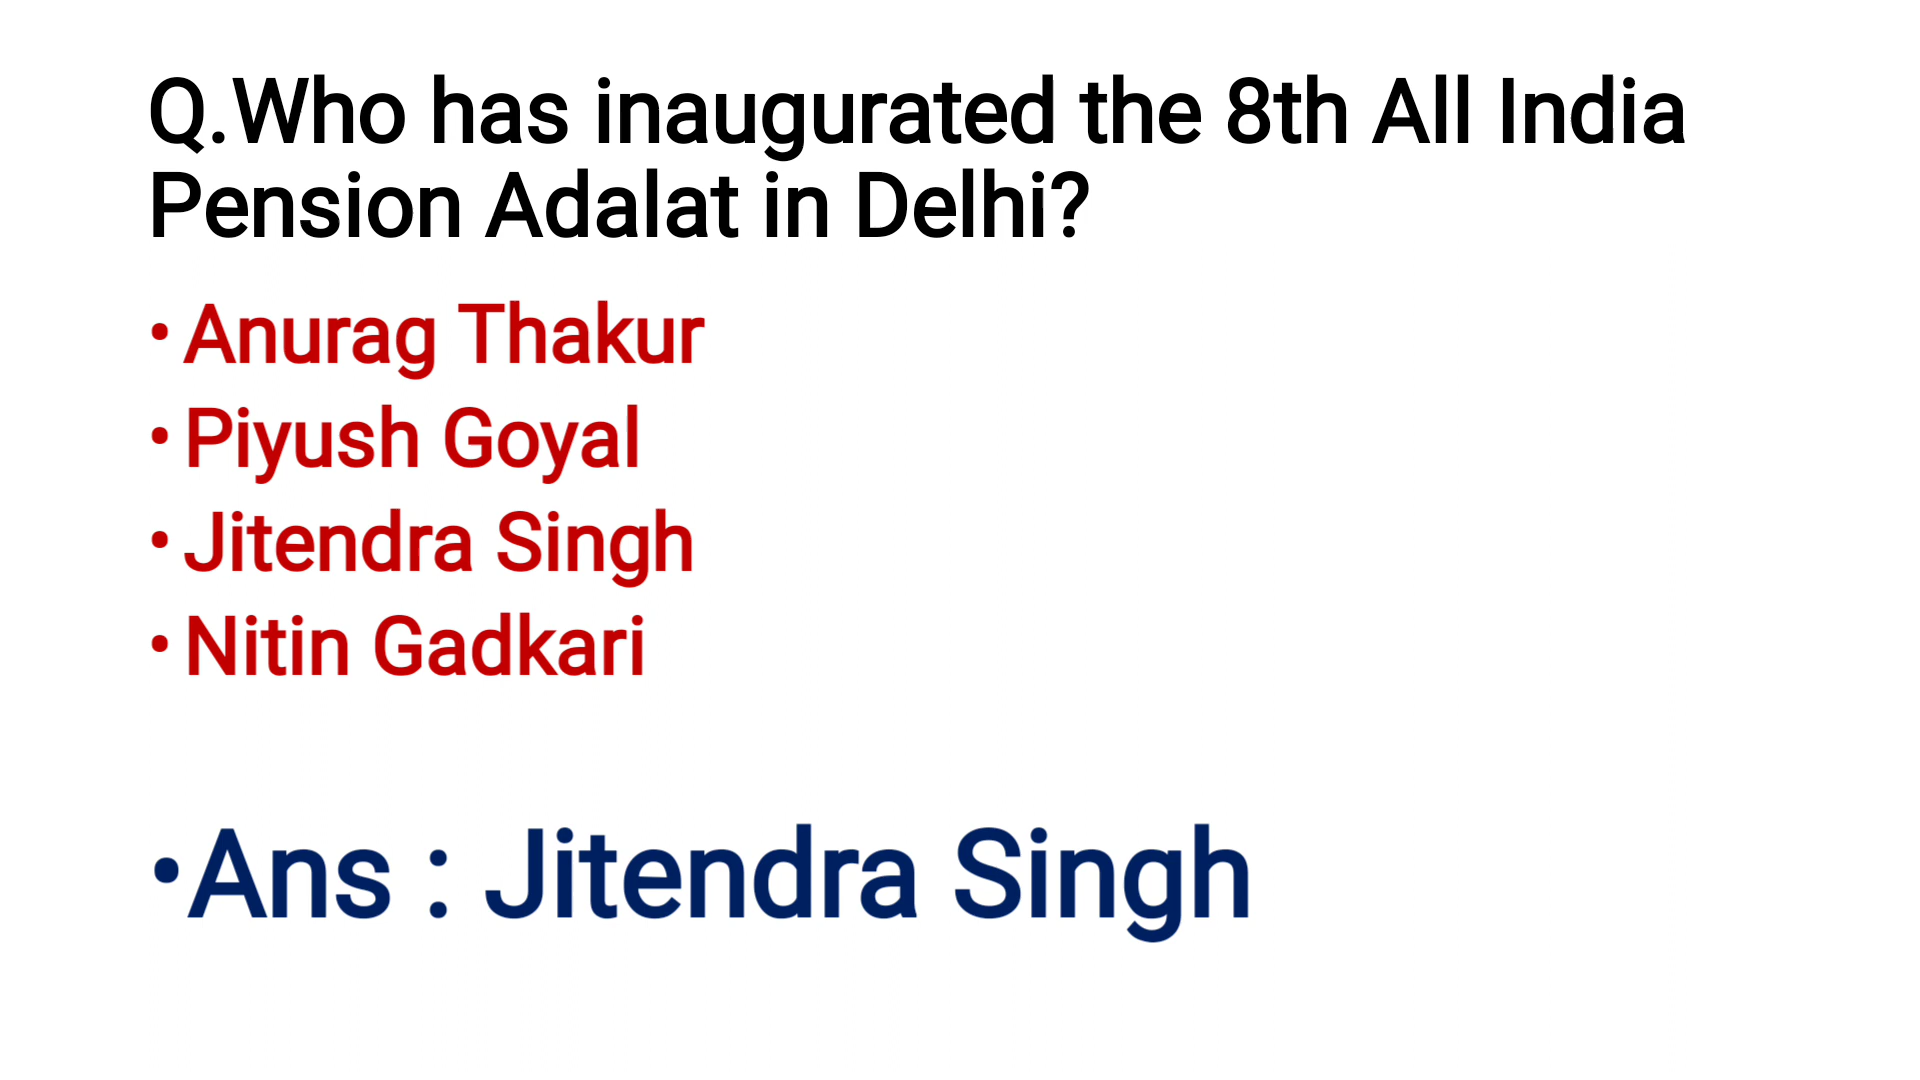 Q.Who has inaugurated the 8th All India
Pension Adalat in Delhi?
• Anurag Thakur
• Piyush Goyal
• Jitendra Singh
• Nitin Gadkari
•Ans : Jitendra Singh